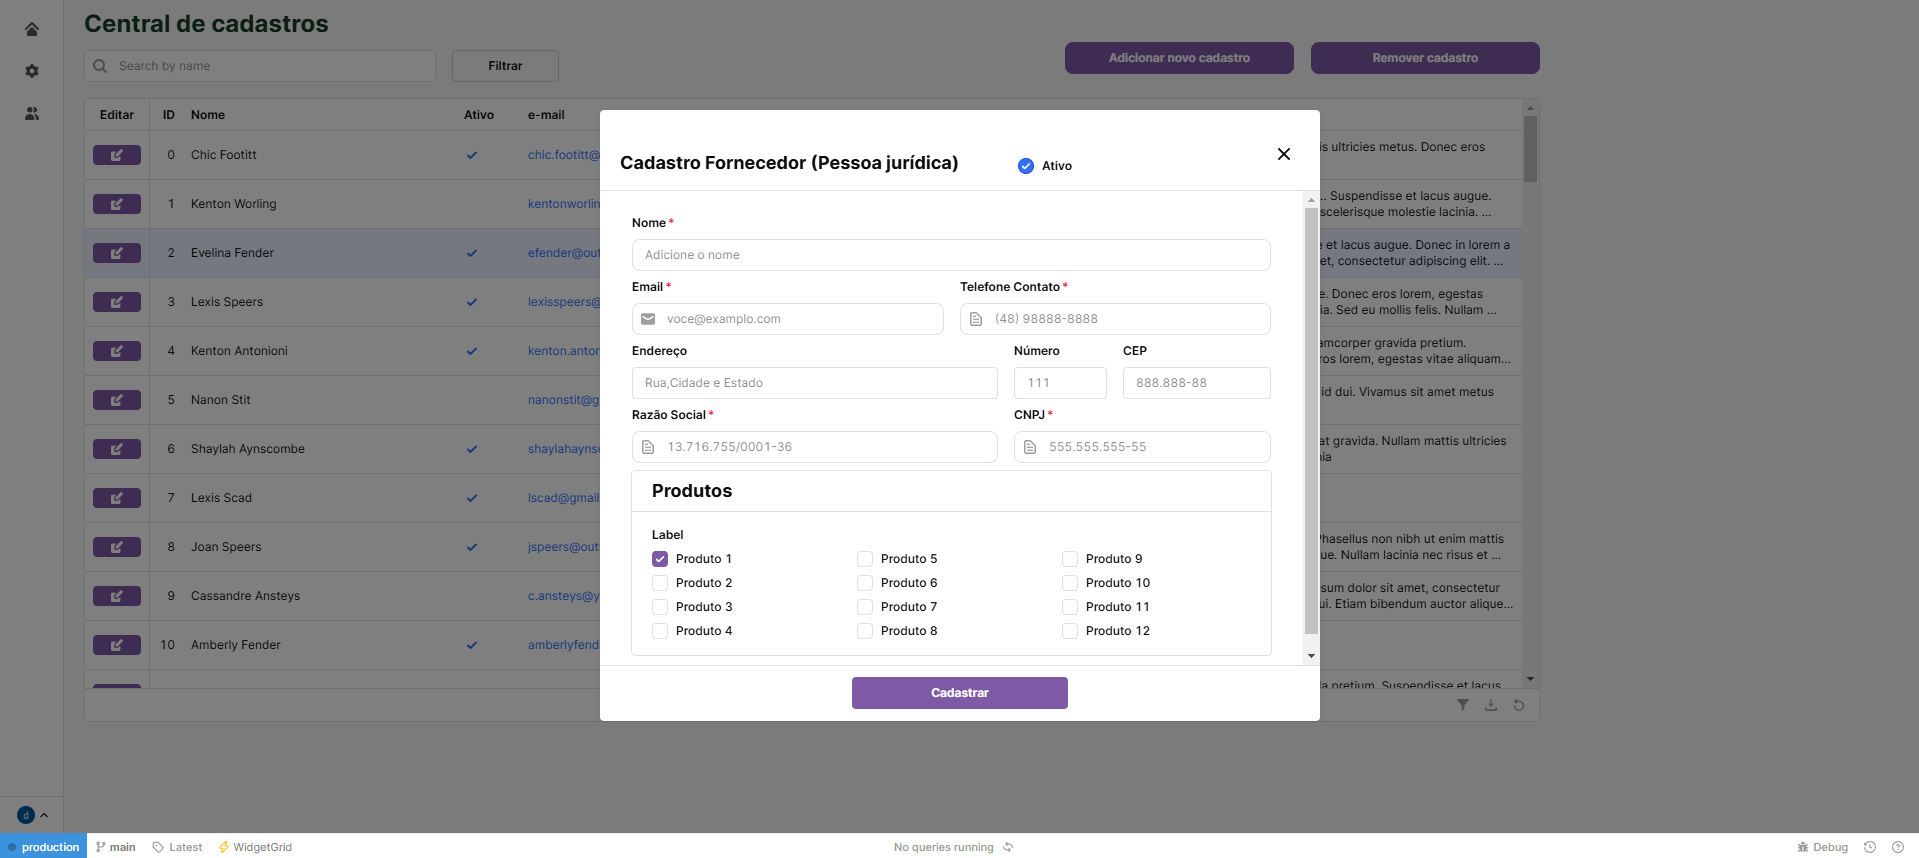 Central de cadastros
Search by name
Filtrar
Adicionar novo cadastro
Remover cadastro
Editar ID Nome Ativo e-mail
0 Chic Footitt chic.footitt@
is ultricies metus. Donec eros
1 Kenton Worling kentonworlin
.. Suspendisse et lacus augue.
scelerisque molestie lacinia. ...
2 Evelina Fender efender@out
e et lacus augue. Donec in lorem a
et, consectetur adipiscing elit. ...
3 Lexis Speers lexisspeers@
e. Donec eros lorem, egestas
ia. Sed eu mollis felis. Nullam ...
4 Kenton Antonioni kenton.anton
amcorper gravida pretium.
ros lorem, egestas vitae aliquam...
5 Nanon Stit nanonstit@g
id dui. Vivamus sit amet metus
6 Shaylah Aynscombe shaylahaynsc
at gravida. Nullam mattis ultricies
nia
7 Lexis Scad lscad@gmail
8 Joan Speers jspeers@out
Phasellus non nibh ut enim mattis
ue. Nullam lacinia nec risus et ...
9 Cassandre Ansteys c.ansteys@y
sum dolor sit amet, consectetur
ui. Etiam bibendum auctor alique...
10 Amberly Fender amberlyfend
la pretium. Suspendisse et lacus
Cadastro Fornecedor (Pessoa jurídica)
Ativo
Nome *
Adicione o nome
Email * Telefone Contato *
voce@examplo.com (48) 98888-8888
Endereço Número CEP
Rua,Cidade e Estado 111 888.888-88
Razão Social * CNPJ *
13.716.755/0001-36 555.555.555-55
Produtos
Label
Produto 1 Produto 5 Produto 9
Produto 2 Produto 6 Produto 10
Produto 3 Produto 7 Produto 11
Produto 4 Produto 8 Produto 12
Cadastrar
d
production main Latest WidgetGrid No queries running Debug